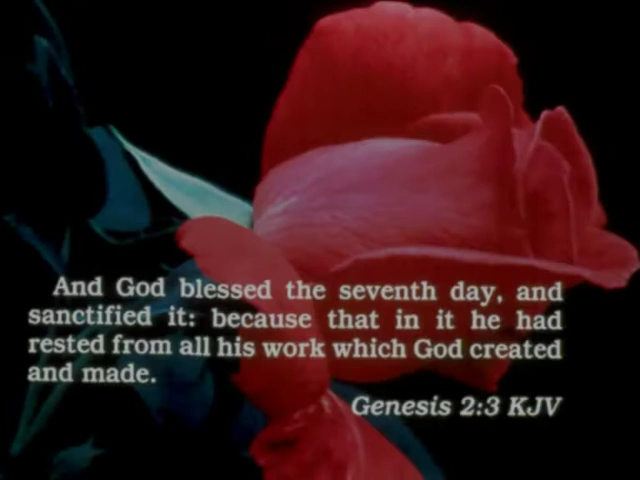 And God blessed the seventh day, and
sanctified it: because that in it he had
rested from all his work which God created
and made.
Genesis 2:3 KJV